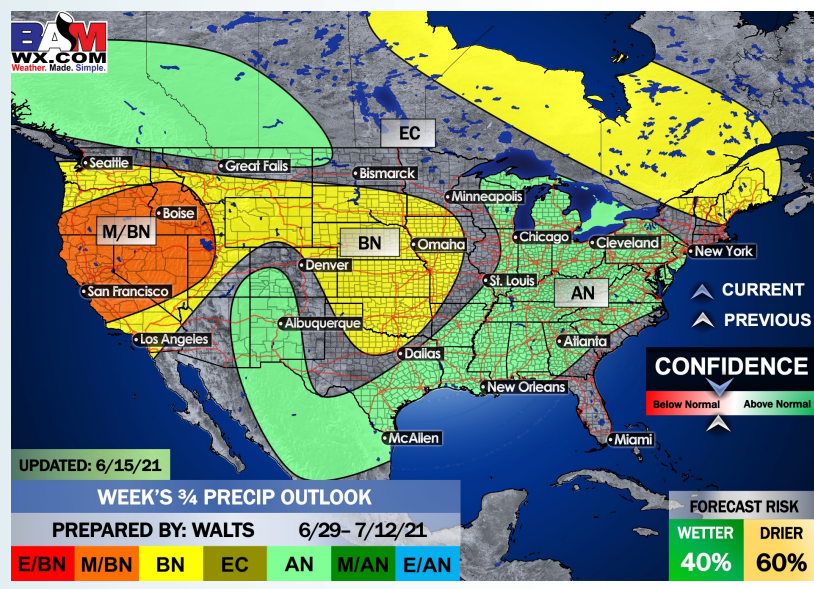 BAM
WX.COM
Weather. Made. Simple.
EC
Seattle
Great Falls
Bismarck
Minneapolis
Boise
M/BN
BN
Omaha
Chicago
Cleveland
New York
Denver
St. Louis
AN
San Francisco
CURRENT
PREVIOUS
Albuquerque
Los Angeles
Dallas
Atlanta
CONFIDENCE
Below Normal
Above Normal
New Orleans
McAllen
Miami
UPDATED: 6/15/21
WEEK'S ¾ PRECIP OUTLOOK
PREPARED BY: WALTS 6/29– 7/12/21
E/BN M/BN BN EC AN M/AN E/AN
FORECAST RISK
WETTER DRIER
40% 60%